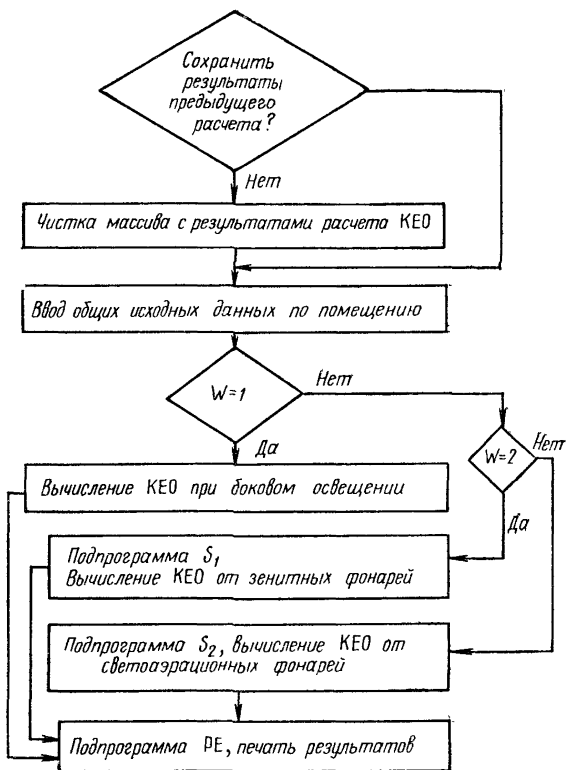 Сохранить
результаты
предыдущего
расчета?
Нет
Чистка массива с результатами расчета КЕО
Ввод общих исходных данных по помещению
W=1
Нет
Да
W=2
Нет
Вычисление КЕО при боковом освещении
Да
Подпрограмма S1
Вычисление КЕО от зенитных фонарей
Подпрограмма S2, вычисление КЕО от
светоаэрационных фонарей
Подпрограмма PE, печать результатов